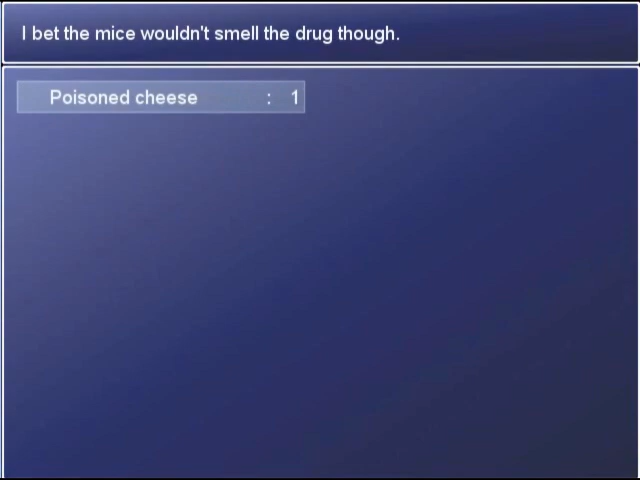 I bet the mice wouldn't smell the drug though.
Poisoned cheese : 1